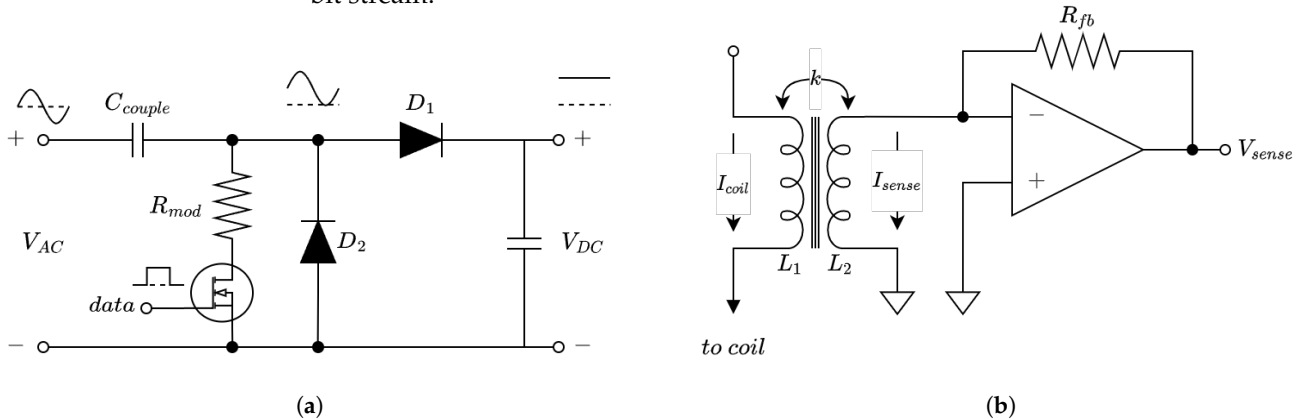 bit stream.
C_couple
D_1
+
+
R_mod
V_AC
D_2
V_DC
data
−
−
(a)
R_fb
k
−
I_coil
I_sense
V_sense
+
L_1
L_2
to coil
(b)